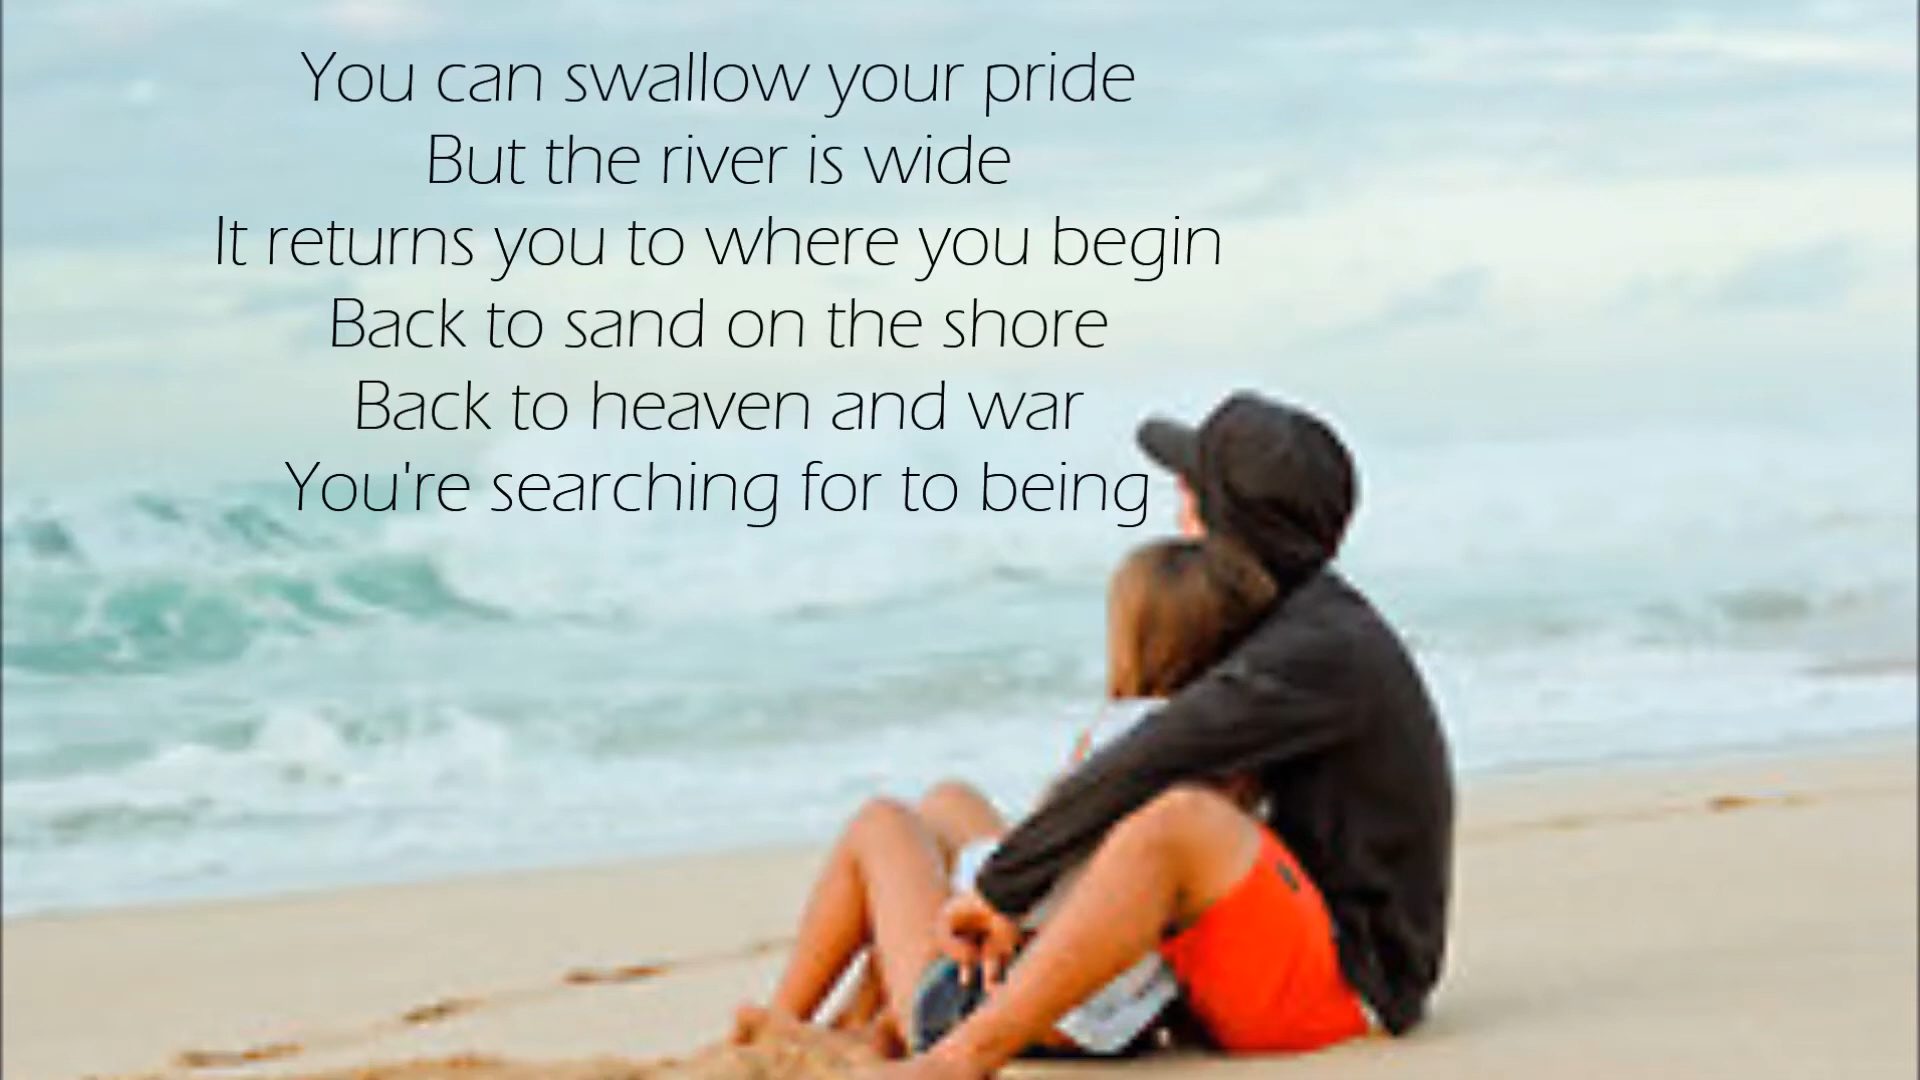 You can swallow your pride
But the river is wide
It returns you to where you begin
Back to sand on the shore
Back to heaven and war
You're searching for to being